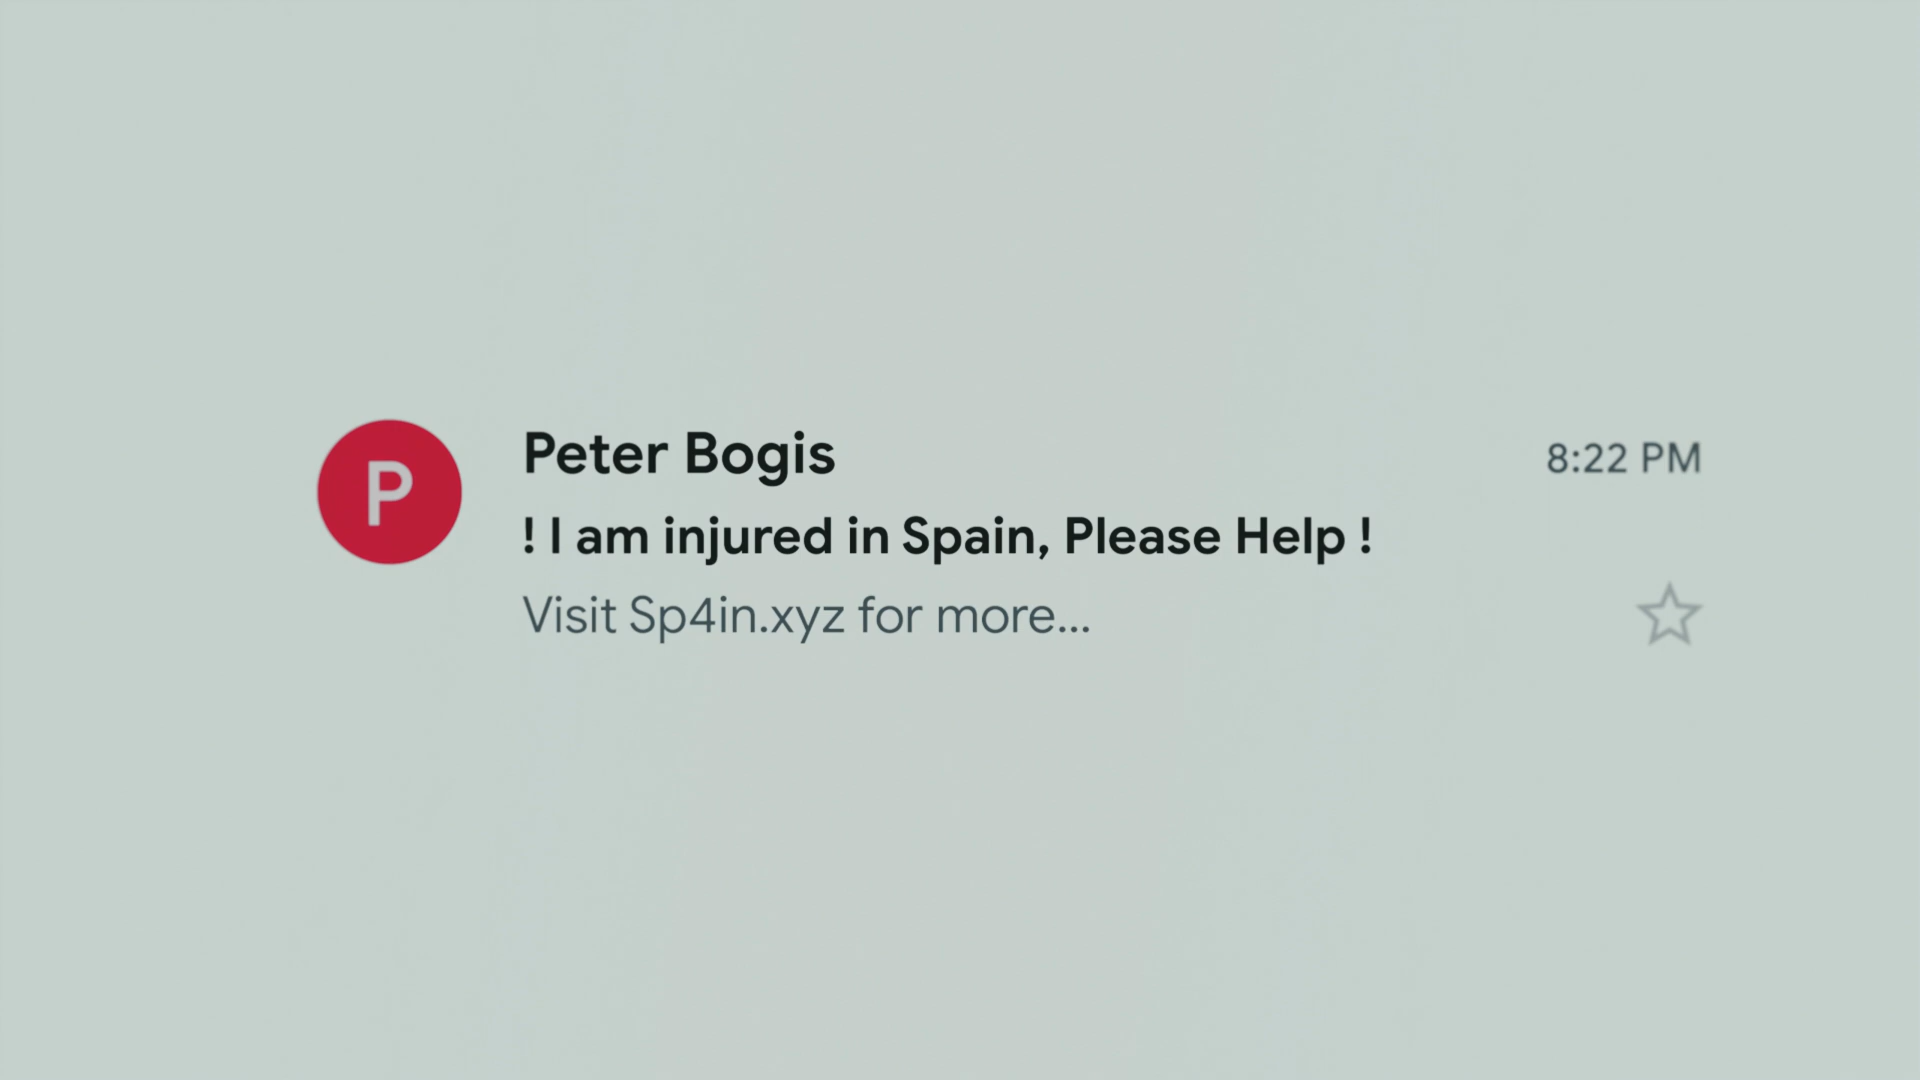 P
Peter Bogis
8:22 PM
! I am injured in Spain, Please Help !
Visit Sp4in.xyz for more...